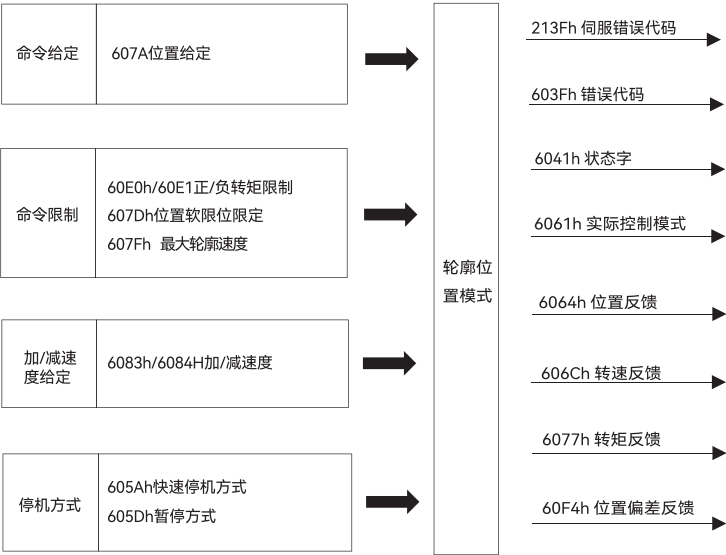 命令给定
607A位置给定
命令限制
60E0h/60E1正/负转矩限制
607Dh位置软限位限定
607Fh 最大轮廓速度
加/减速
度给定
6083h/6084H加/减速度
停机方式
605Ah快速停机方式
605Dh暂停方式
轮廓位
置模式
213Fh 伺服错误代码
603Fh 错误代码
6041h 状态字
6061h 实际控制模式
6064h 位置反馈
606Ch 转速反馈
6077h 转矩反馈
60F4h 位置偏差反馈